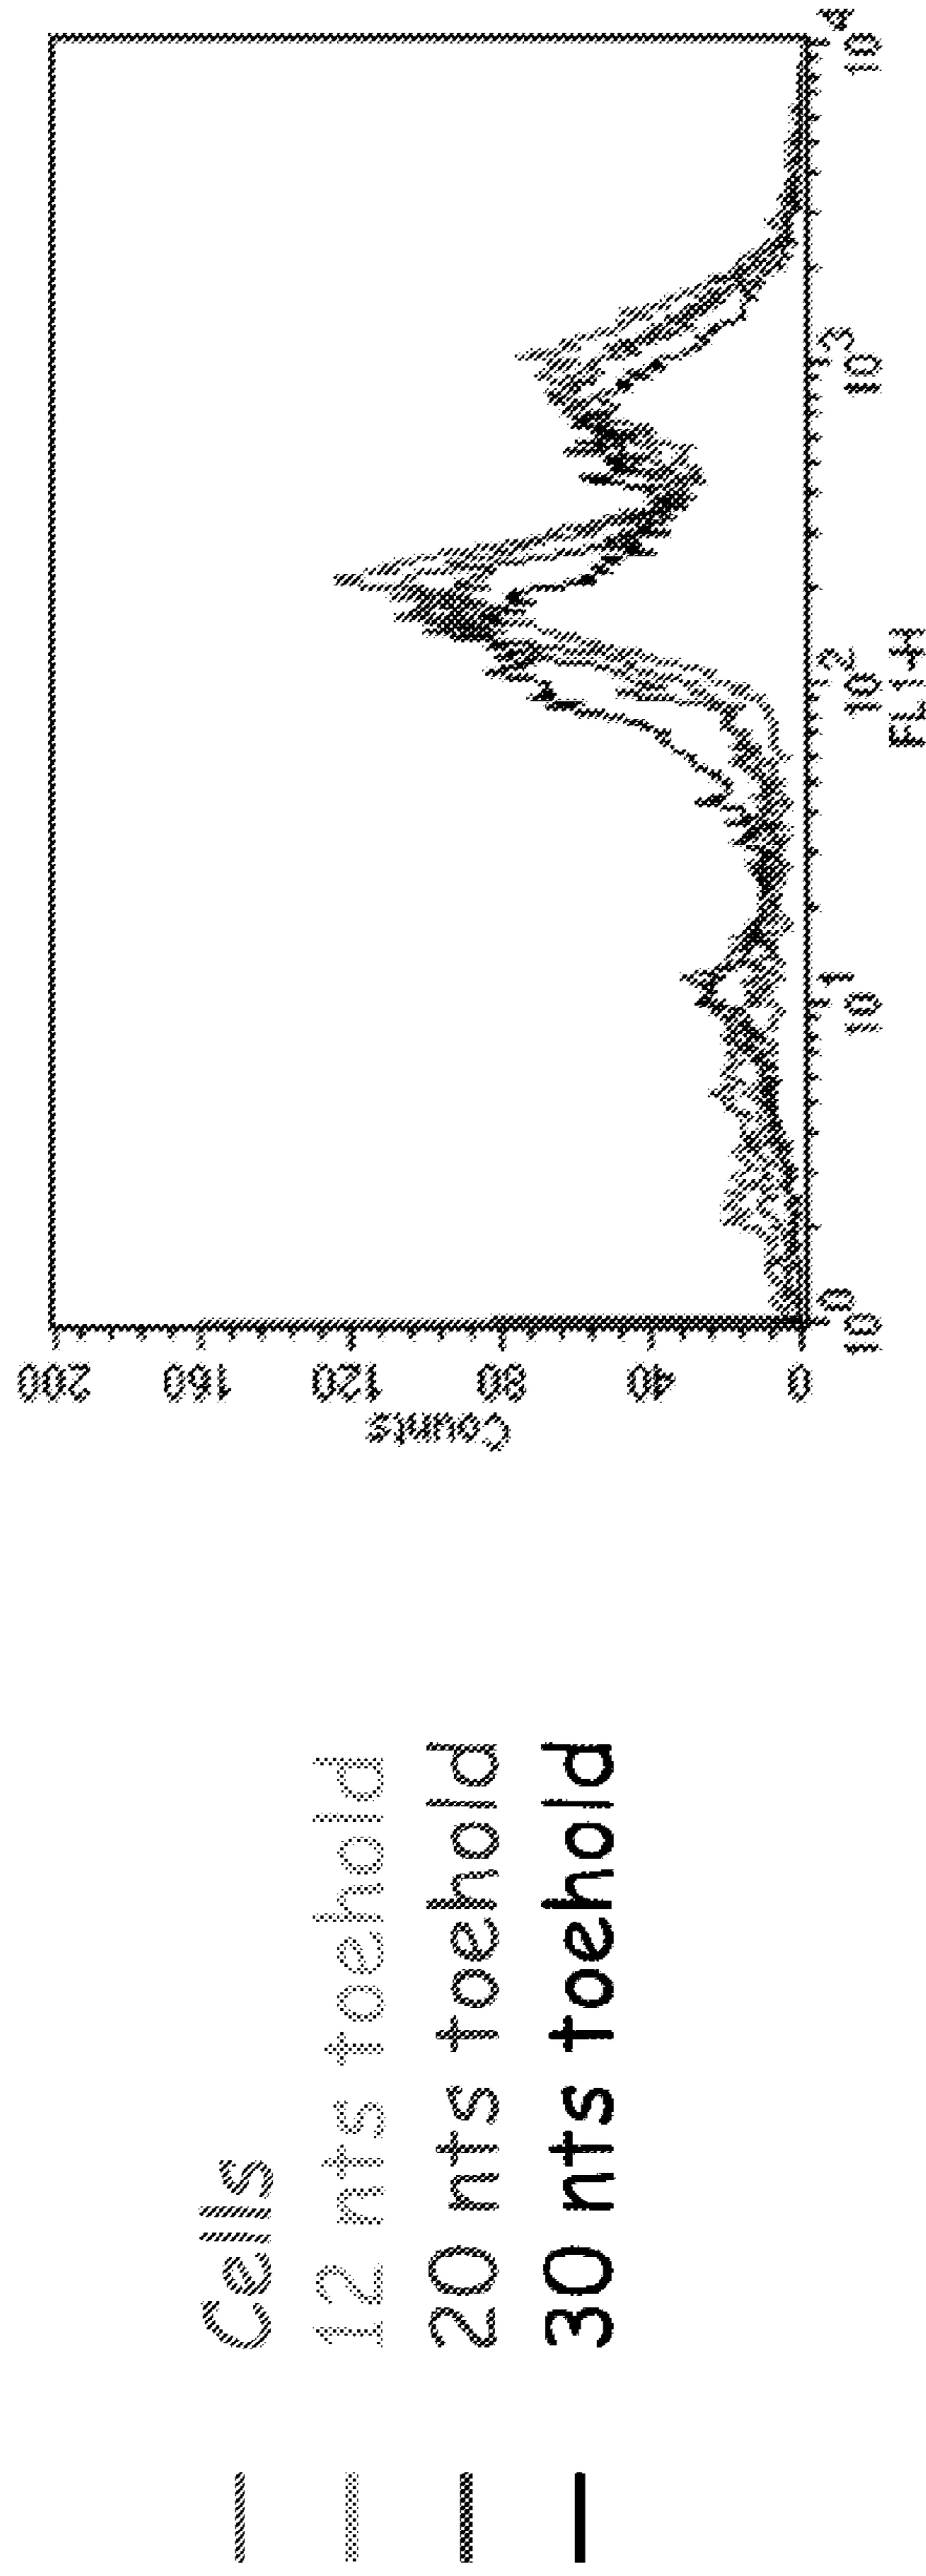 Cells
12 nts toehold
20 nts toehold
30 nts toehold
Counts
200
160
120
80
40
0
10^0
10^1
10^2
10^3
10^4
FL1-H